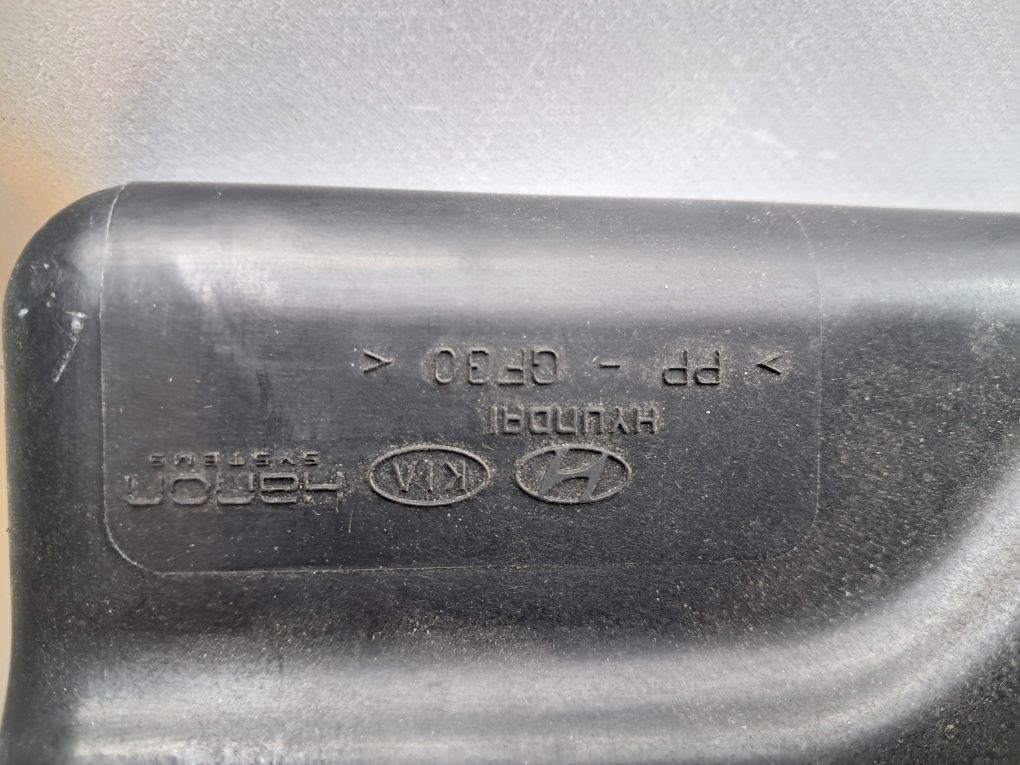 KIA
HANON
SYSTEMS
HYUNDAI
> PP - GF30 <